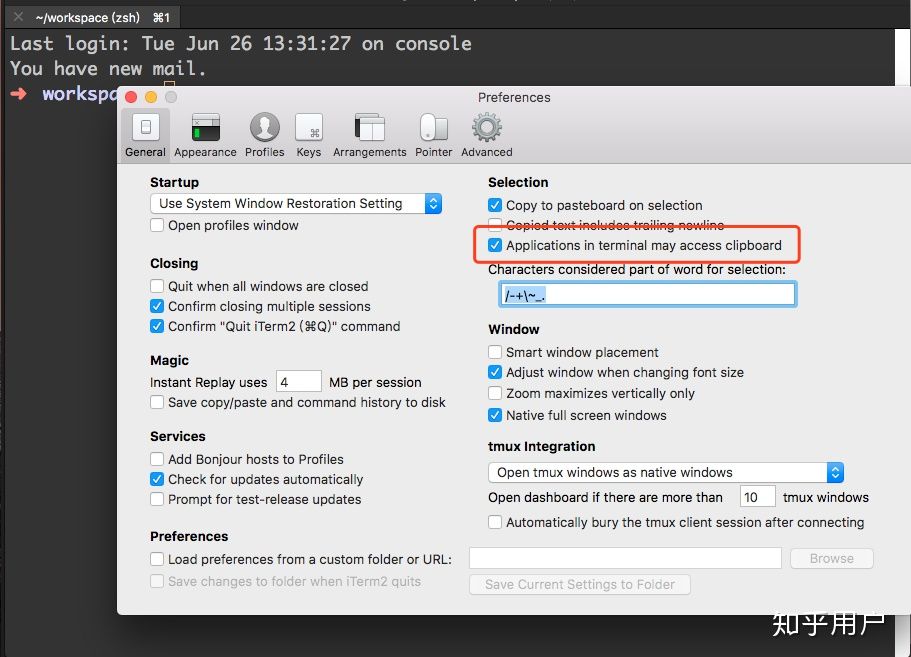 ~/workspace (zsh) ⌘1
Last login: Tue Jun 26 13:31:27 on console
You have new mail.
➜ workspa
Preferences
General Appearance Profiles Keys Arrangements Pointer Advanced
Startup
Use System Window Restoration Setting
Open profiles window
Closing
Quit when all windows are closed
Confirm closing multiple sessions
Confirm "Quit iTerm2 (⌘Q)" command
Magic
Instant Replay uses 4 MB per session
Save copy/paste and command history to disk
Services
Add Bonjour hosts to Profiles
Check for updates automatically
Prompt for test-release updates
Preferences
Load preferences from a custom folder or URL:
Browse
Save changes to folder when iTerm2 quits
Save Current Settings to Folder
Selection
Copy to pasteboard on selection
Copied text includes trailing newline
Applications in terminal may access clipboard
Characters considered part of word for selection:
/-+\~_.
Window
Smart window placement
Adjust window when changing font size
Zoom maximizes vertically only
Native full screen windows
tmux Integration
Open tmux windows as native windows
Open dashboard if there are more than 10 tmux windows
Automatically bury the tmux client session after connecting
知乎用户